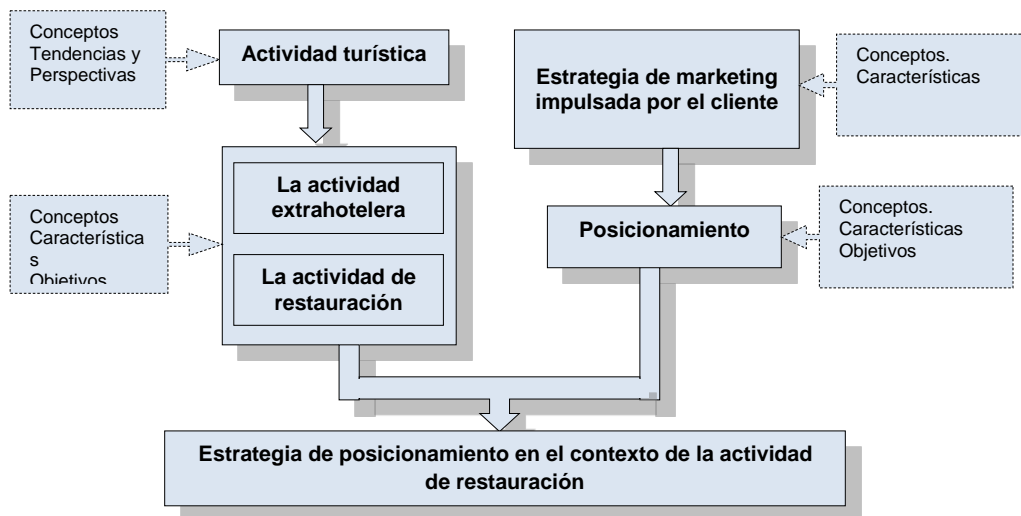 Conceptos
Tendencias y
Perspectivas
Actividad turística
Estrategia de marketing
impulsada por el cliente
Conceptos.
Características
La actividad
extrahotelera
La actividad de
restauración
Conceptos
Característica
s
Objetivos
Posicionamiento
Conceptos.
Características
Objetivos
Estrategia de posicionamiento en el contexto de la actividad
de restauración